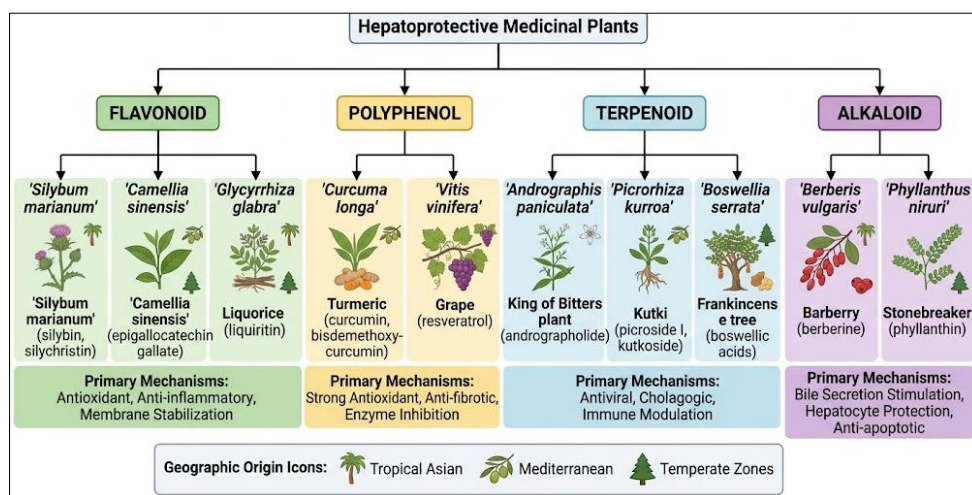 Hepatoprotective Medicinal Plants
FLAVONOID
POLYPHENOL
TERPENOID
ALKALOID
'Silybum
marianum'
'Silybum
marianum'
(silybin,
silychristin)
'Camellia
sinensis'
'Camellia
sinensis'
(epigallocatechin
gallate)
'Glycyrrhiza
glabra'
Liquorice
(liquiritin)
'Curcuma
longa'
Turmeric
(curcumin,
bisdemethoxy-
curcumin)
'Vitis
vinifera'
Grape
(resveratrol)
'Andrographis
paniculata'
King of Bitters
plant
(andrographolide)
'Picrorhiza
kurroa'
Kutki
(picroside I,
kutkoside)
'Boswellia
serrata'
Frankincens
e tree
(boswellic
acids)
'Berberis
vulgaris'
Barberry
(berberine)
'Phyllanthus
niruri'
Stonebreaker
(phyllanthin)
Primary Mechanisms:
Antioxidant, Anti-inflammatory,
Membrane Stabilization
Primary Mechanisms:
Strong Antioxidant, Anti-fibrotic,
Enzyme Inhibition
Primary Mechanisms:
Antiviral, Cholagogic,
Immune Modulation
Primary Mechanisms:
Bile Secretion Stimulation,
Hepatocyte Protection,
Anti-apoptotic
Geographic Origin Icons: Tropical Asian Mediterranean Temperate Zones